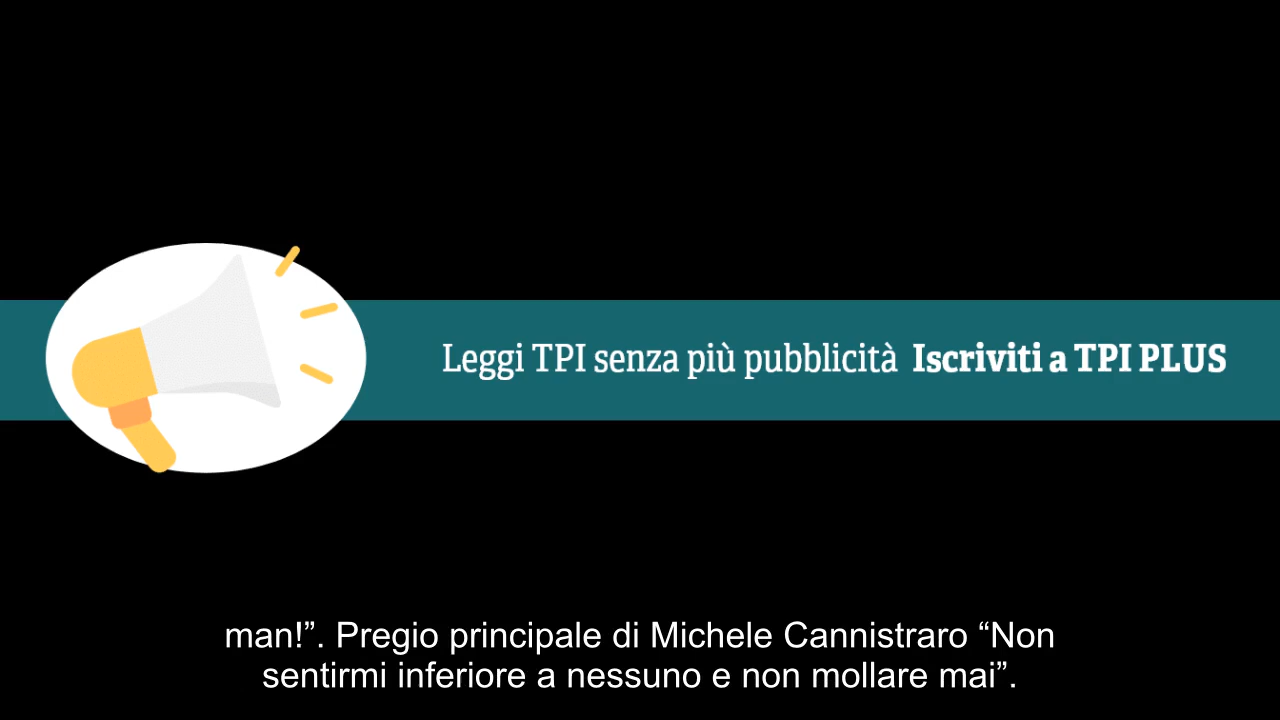 Leggi TPI senza più pubblicità Iscriviti a TPI PLUS
man!”. Pregio principale di Michele Cannistraro “Non
sentirmi inferiore a nessuno e non mollare mai”.